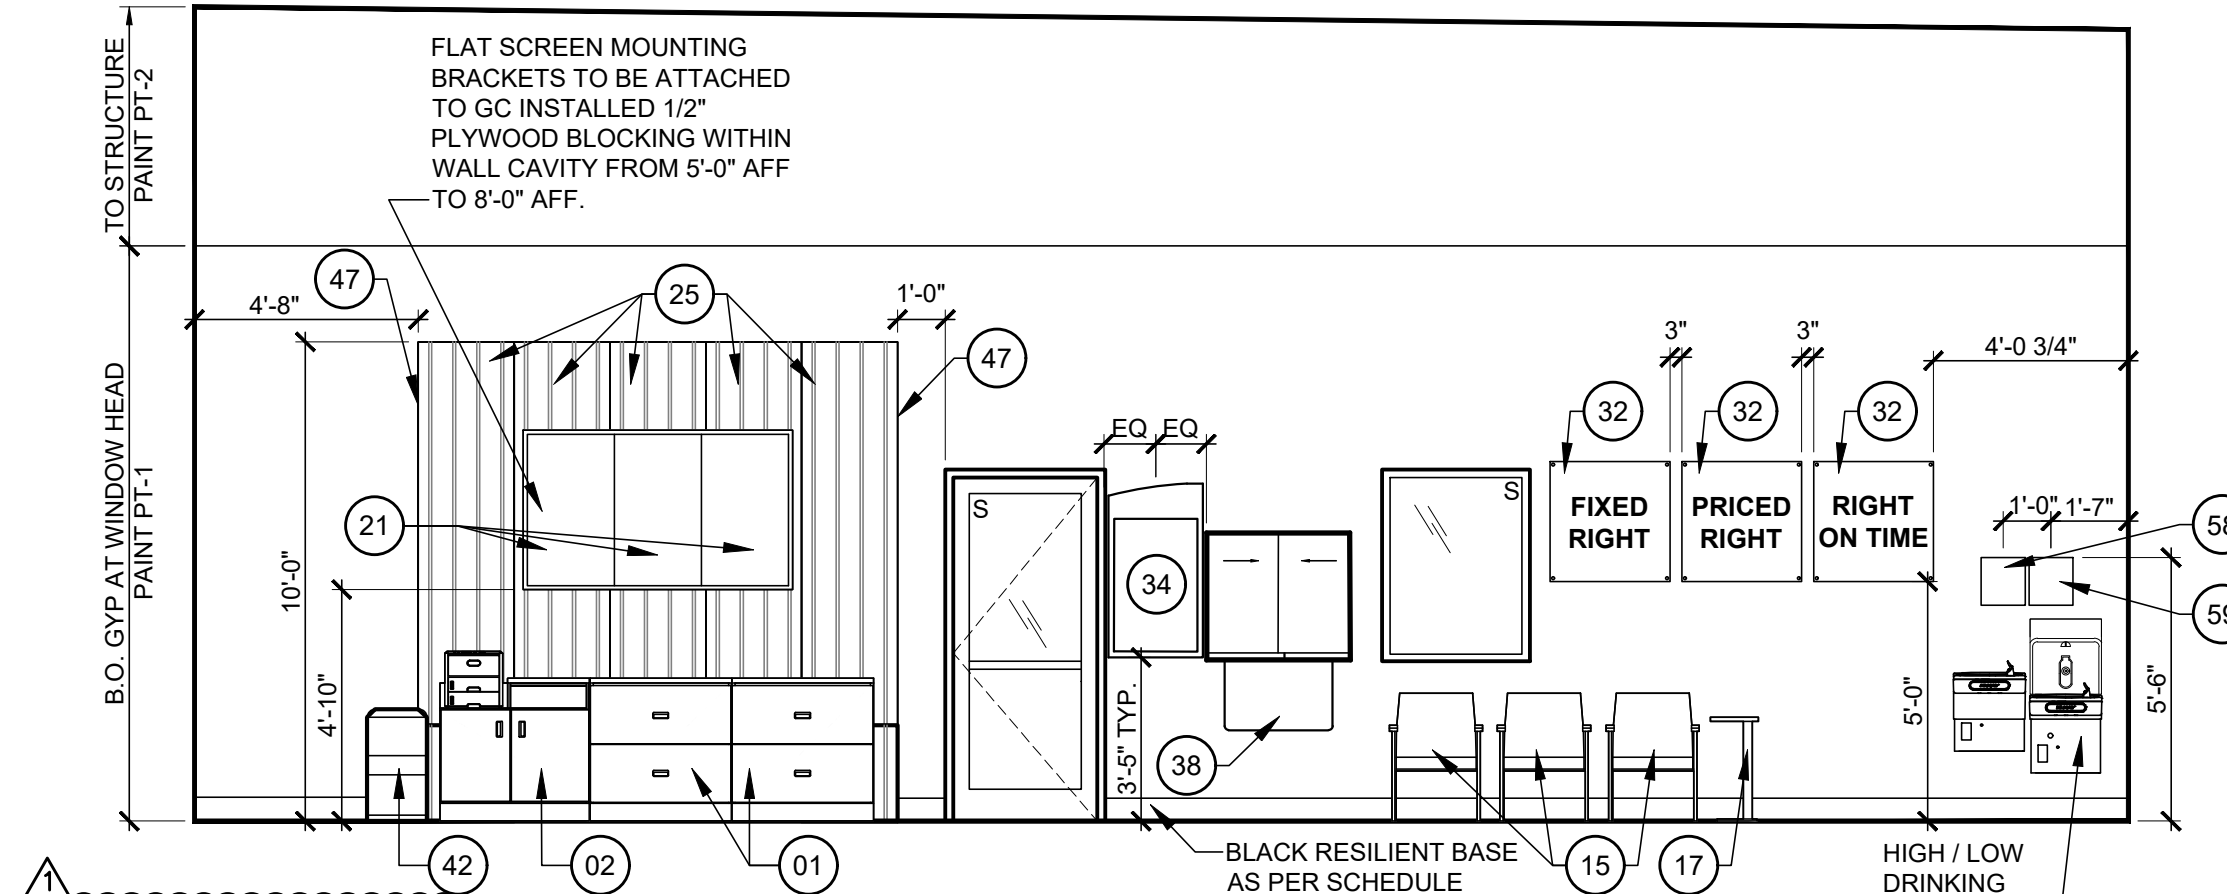 TO STRUCTURE
PAINT PT-2
FLAT SCREEN MOUNTING
BRACKETS TO BE ATTACHED
TO GC INSTALLED 1/2"
PLYWOOD BLOCKING WITHIN
WALL CAVITY FROM 5'-0" AFF
TO 8'-0" AFF.
B.O. GYP AT WINDOW HEAD
PAINT PT-1
47
25
4'-8"
1'-0"
47
3"
3"
4'-0 3/4"
32
32
32
EQ EQ
FIXED
RIGHT
PRICED
RIGHT
RIGHT
ON TIME
S
S
21
10'-0"
4'-10"
34
1'-0"
1'-7"
58
59
3'-5" TYP.
38
5'-0"
5'-6"
42
02
01
BLACK RESILIENT BASE
AS PER SCHEDULE
15
17
HIGH / LOW
DRINKING
1